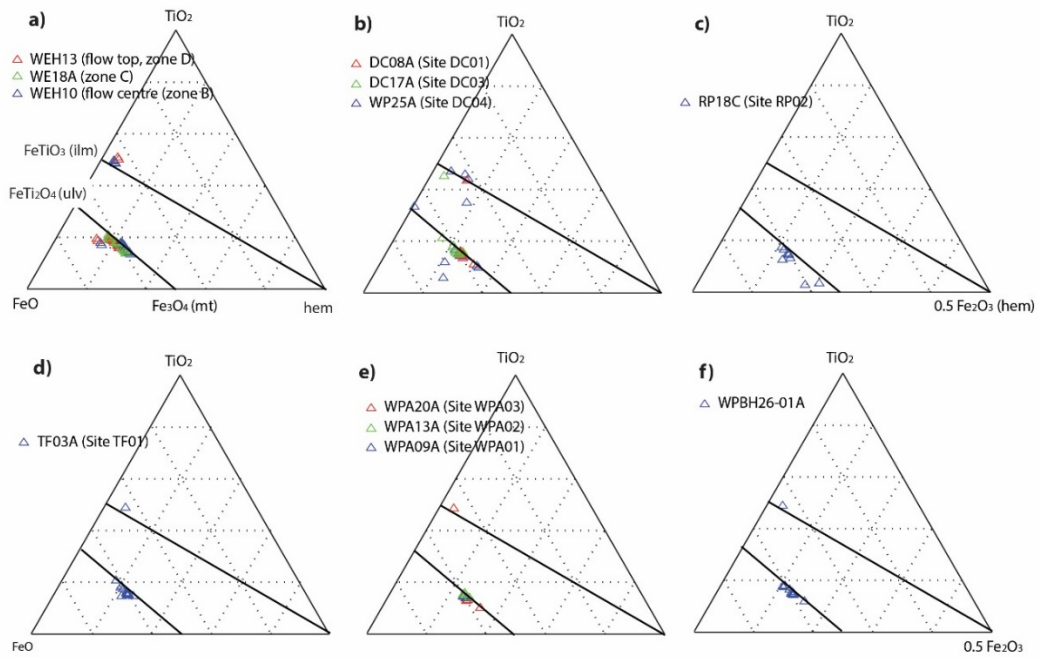 a)
TiO2
WEH13 (flow top, zone D)
WE18A (zone C)
WEH10 (flow centre (zone B)
FeTiO3 (ilm)
FeTi2O4 (ulv)
FeO
Fe3O4 (mt)
hem
b)
TiO2
DC08A (Site DC01)
DC17A (Site DC03)
WP25A (Site DC04)
c)
TiO2
RP18C (Site RP02)
0.5 Fe2O3 (hem)
d)
TiO2
TF03A (Site TF01)
FeO
e)
TiO2
WPA20A (Site WPA03)
WPA13A (Site WPA02)
WPA09A (Site WPA01)
f)
TiO2
WPBH26-01A
0.5 Fe2O3